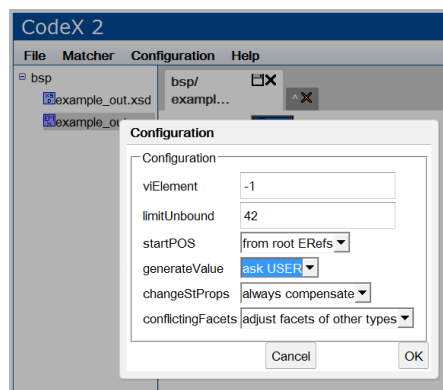 CodeX 2
File Matcher Configuration Help
bsp
example_out.xsd
bsp/
exampl...
Configuration
Configuration
viElement -1
limitUnbound 42
startPOS from root ERefs
generateValue ask USER
changeStProps always compensate
conflictingFacets adjust facets of other types
Cancel OK